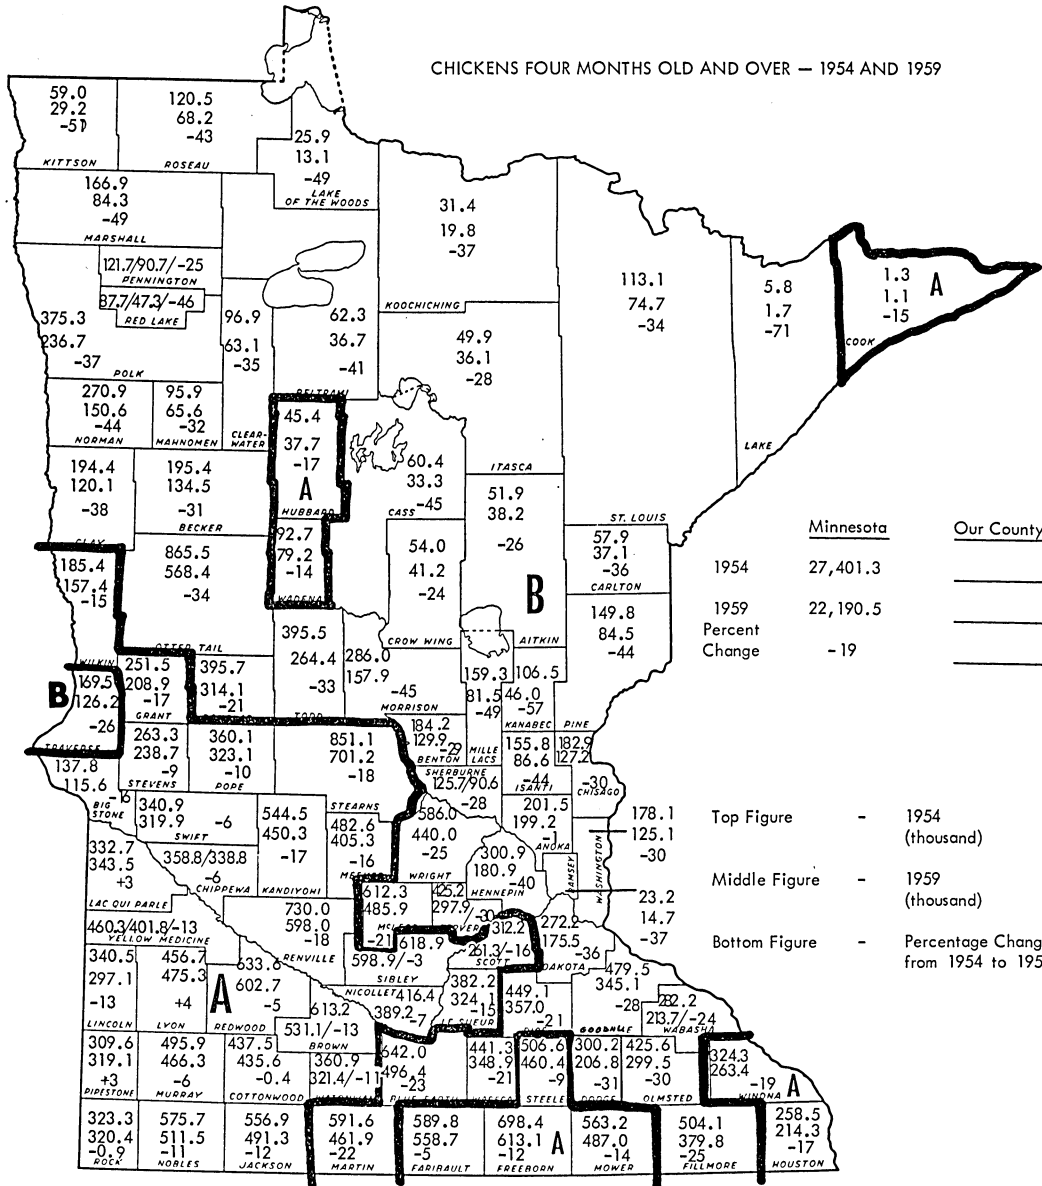 CHICKENS FOUR MONTHS OLD AND OVER — 1954 AND 1959
59.0
29.2
KITTSON
120.5
68.2
-43
ROSEAU
25.9
13.1
-49
LAKE
OF THE WOODS
166.9
84.3
-49
MARSHALL
31.4
19.8
-37
KOOCHICHING
121.7/90.7/-25
PENNINGTON
87.7/47.3/-46
RED LAKE
375.3
236.7
-37
POLK
96.9
63.1
-35
CLEAR-
WATER
62.3
36.7
-41
BELTRAMI
113.1
74.7
-34
ST. LOUIS
5.8
1.7
-71
LAKE
1.3
1.1
-15
A
COOK
49.9
36.1
-28
ITASCA
270.9
150.6
-44
NORMAN
95.9
65.6
-32
MAHNOMEN
45.4
37.7
-17
A
HUBBARD
60.4
33.3
-45
CASS
194.4
120.1
-38
CLAY
195.4
134.5
-31
BECKER
51.9
38.2
-26
B
AITKIN
92.7
79.2
-14
WADENA
54.0
41.2
-24
CROW WING
57.9
37.1
-36
CARLTON
Minnesota
Our County
1954
27,401.3
1959
22,190.5
Percent
Change
-19
185.4
157.4
-15
WILKIN
865.5
568.4
-34
OTTER TAIL
149.8
84.5
-44
PINE
395.5
264.4
-33
TODD
286.0
157.9
-45
MORRISON
B
169.5
126.2
-26
TRAVERSE
251.5
208.9
-17
GRANT
395.7
314.1
-21
159.3
81.5
-49
MILLE
LACS
106.5
46.0
-57
KANABEC
184.2
129.9
-29
BENTON
137.8
115.6
BIG
STONE
263.3
238.7
-9
STEVENS
360.1
323.1
-10
POPE
851.1
701.2
-18
STEARNS
SHERBURNE
125.7/90.6
-28
155.8
86.6
-44
ISANTI
182.9
127.2
-30
CHISAGO
340.9
319.9
-6
SWIFT
544.5
450.3
-17
KANDIYOHI
482.6
405.3
-16
MEEKER
586.0
440.0
-25
WRIGHT
201.5
199.2
-1
ANOKA
178.1
125.1
-30
WASHINGTON
Top Figure - 1954
(thousand)
332.7
343.5
+3
LAC QUI PARLE
358.8/338.8
-6
CHIPPEWA
300.9
180.9
-40
HENNEPIN
RAMSEY
23.2
14.7
-37
Middle Figure - 1959
(thousand)
730.0
598.0
-18
RENVILLE
612.3
485.9
-21
425.2
297.9
-30
312.2
261.3/-16
SCOTT
272.2
175.5
-36
DAKOTA
Bottom Figure - Percentage Chang
from 1954 to 195
460.3/401.8/-13
YELLOW MEDICINE
618.9
598.9/-3
SIBLEY
340.5
297.1
-13
LINCOLN
456.7
475.3
+4
LYON
633.6
602.7
-5
REDWOOD
A
NICOLLET
416.4
389.2
-7
382.2
324.1
-15
LE SUEUR
449.1
357.0
-21
RICE
479.5
345.1
-28
GOODHUE
282.2
213.7/-24
WABASHA
613.2
531.1/-13
BROWN
309.6
319.1
+3
PIPESTONE
495.9
466.3
-6
MURRAY
437.5
435.6
-0.4
COTTONWOOD
360.9
321.4/-11
642.0
496.4
-23
BLUE EARTH
441.3
348.9
-21
WASECA
506.6
460.4
-9
STEELE
300.2
206.8
-31
DODGE
425.6
299.5
-30
OLMSTED
324.3
263.4
-19
WINONA
A
323.3
320.4
-0.9
ROCK
575.7
511.5
-11
NOBLES
556.9
491.3
-12
JACKSON
591.6
461.9
-22
MARTIN
589.8
558.7
-5
FARIBAULT
698.4
613.1
-12
FREEBORN
A
563.2
487.0
-14
MOWER
504.1
379.8
-25
FILLMORE
258.5
214.3
-17
HOUSTON